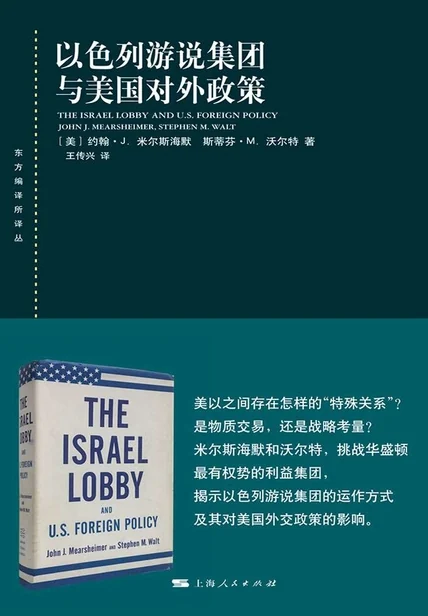 以色列游说集团
与美国对外政策
THE ISRAEL LOBBY AND U.S. FOREIGN POLICY
JOHN J. MEARSHEIMER, STEPHEN M. WALT
[美] 约翰·J. 米尔斯海默 斯蒂芬·M. 沃尔特 著
王传兴 译
东方编译所译丛
THE
ISRAEL
LOBBY
AND
U.S. FOREIGN POLICY
John J. Mearsheimer AND Stephen M. Walt
THE
ISRAEL
LOBBY
AND
U.S. FOREIGN
POLICY
美以之间存在怎样的“特殊关系”?
是物质交易,还是战略考量?
米尔斯海默和沃尔特,挑战华盛顿
最有权势的利益集团,
揭示以色列游说集团的运作方式
及其对美国外交政策的影响。
上海人民出版社